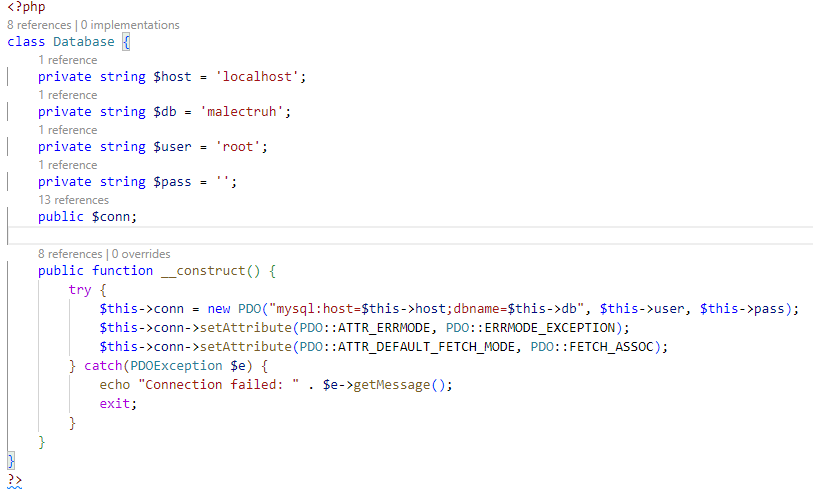 <?php
8 references | 0 implementations
class Database {
1 reference
private string $host = 'localhost';
1 reference
private string $db = 'malectruh';
1 reference
private string $user = 'root';
1 reference
private string $pass = '';
13 references
public $conn;
8 references | 0 overrides
public function __construct() {
try {
$this->conn = new PDO("mysql:host=$this->host;dbname=$this->db", $this->user, $this->pass);
$this->conn->setAttribute(PDO::ATTR_ERRMODE, PDO::ERRMODE_EXCEPTION);
$this->conn->setAttribute(PDO::ATTR_DEFAULT_FETCH_MODE, PDO::FETCH_ASSOC);
} catch(PDOException $e) {
echo "Connection failed: " . $e->getMessage();
exit;
}
}
}
?>